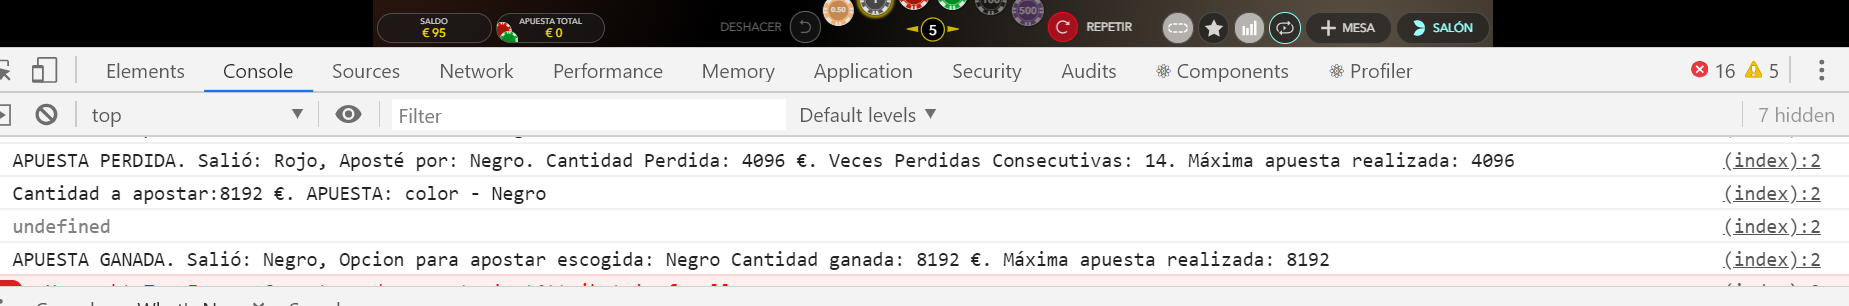 SALDO
€ 95
APUESTA TOTAL
€ 0
DESHACER
0.50
1
5
100
500
REPETIR
MESA
SALÓN
Elements Console Sources Network Performance Memory Application Security Audits Components Profiler 16 5
top Filter Default levels 7 hidden
APUESTA PERDIDA. Salió: Rojo, Aposté por: Negro. Cantidad Perdida: 4096 €. Veces Perdidas Consecutivas: 14. Máxima apuesta realizada: 4096 (index):2
Cantidad a apostar:8192 €. APUESTA: color - Negro (index):2
undefined (index):2
APUESTA GANADA. Salió: Negro, Opcion para apostar escogida: Negro Cantidad ganada: 8192 €. Máxima apuesta realizada: 8192 (index):2